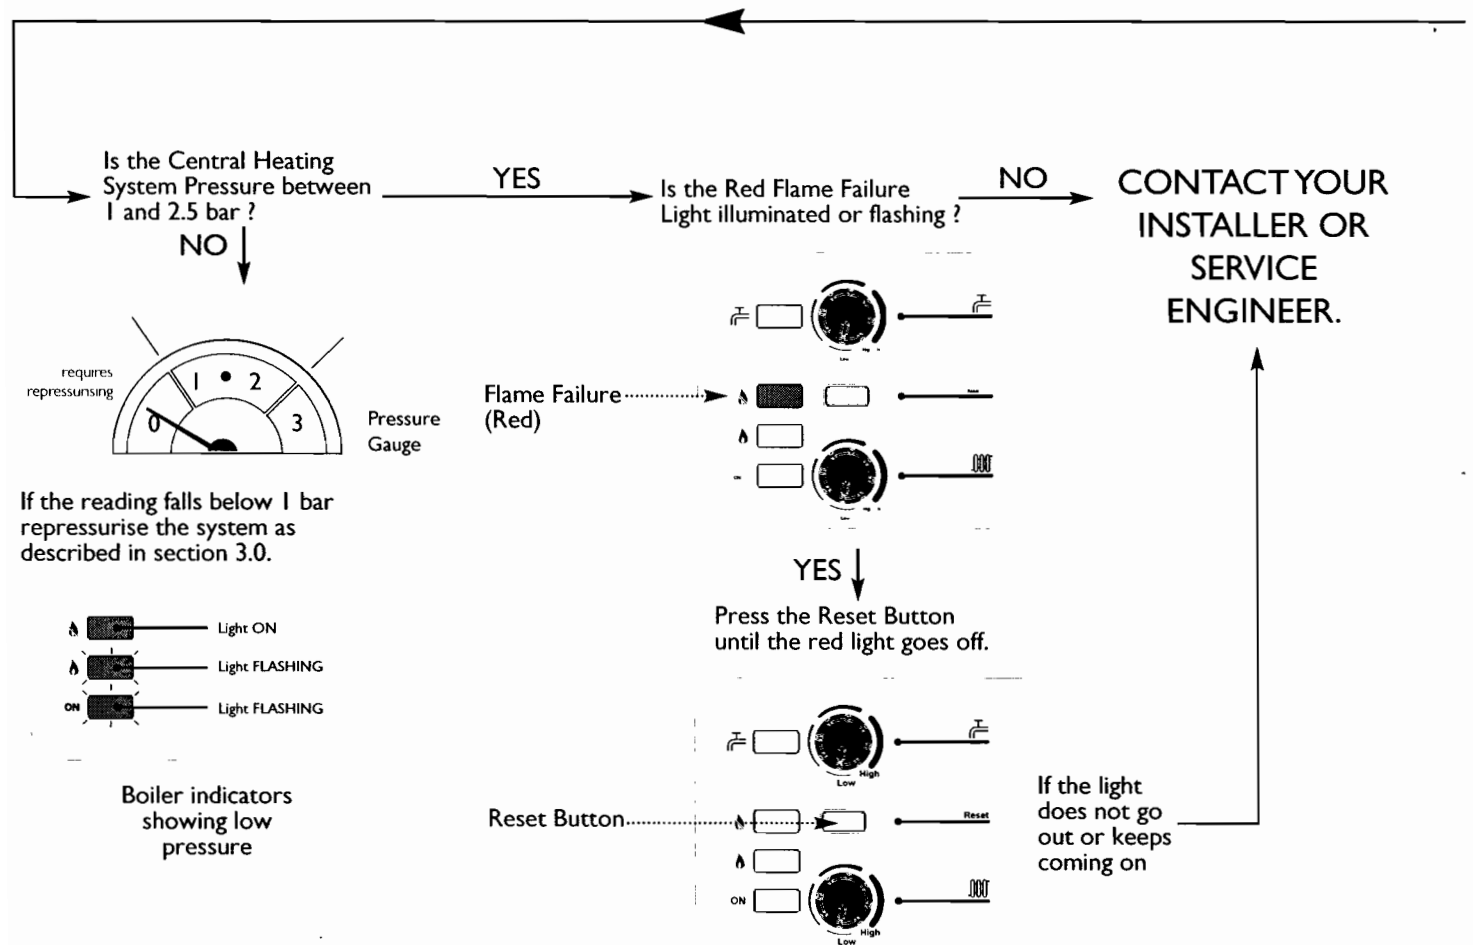 Is the Central Heating
System Pressure between
1 and 2.5 bar ?
YES
NO
Is the Red Flame Failure
Light illuminated or flashing ?
NO
CONTACT YOUR
INSTALLER OR
SERVICE
ENGINEER.
requires
repressurising
0
1
2
3
Pressure
Gauge
If the reading falls below 1 bar
repressurise the system as
described in section 3.0.
Light ON
Light FLASHING
ON
Light FLASHING
Boiler indicators
showing low
pressure
Flame Failure
(Red)
Low
Reset
ON
Low
YES
Press the Reset Button
until the red light goes off.
High
Low
Reset Button
Reset
ON
High
Low
If the light
does not go
out or keeps
coming on